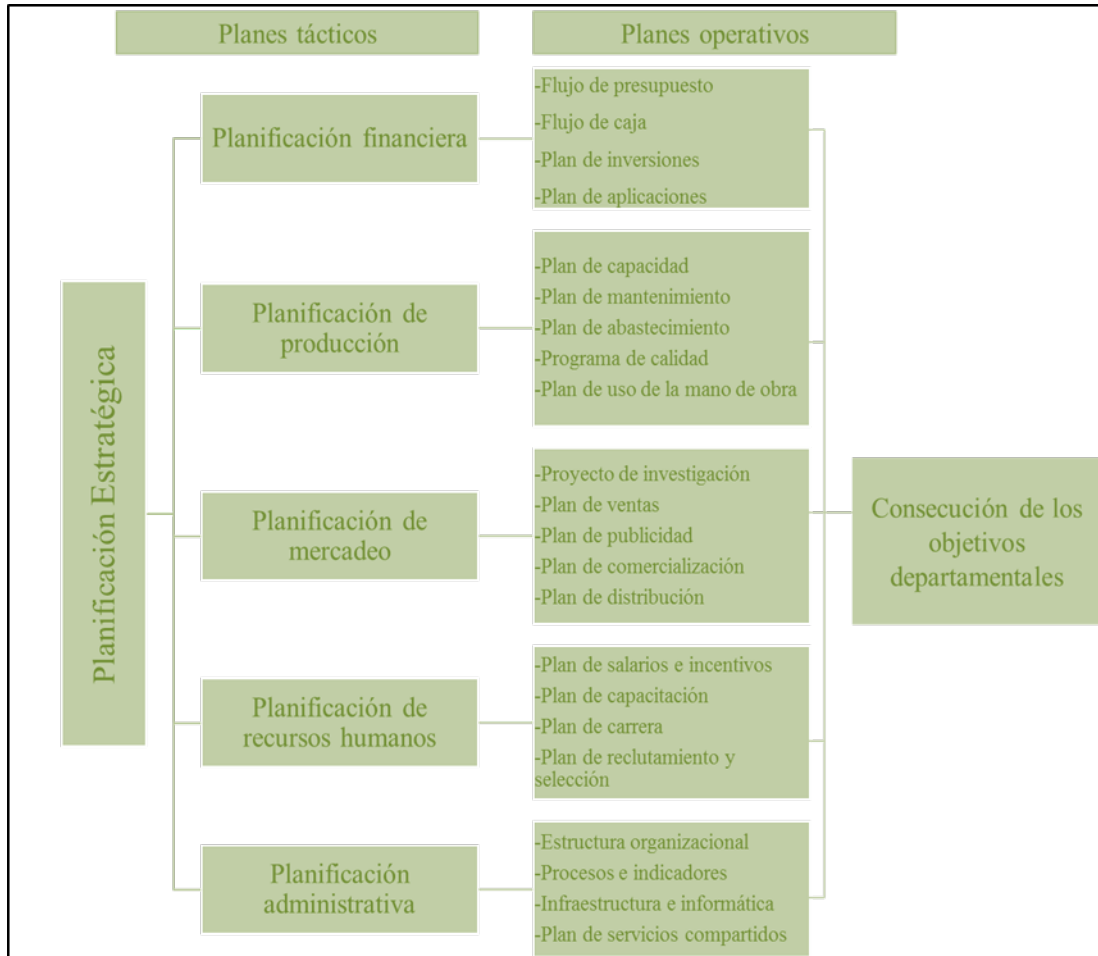 Planes tácticos
Planes operativos
Planificación Estratégica
Planificación financiera
-Flujo de presupuesto
-Flujo de caja
-Plan de inversiones
-Plan de aplicaciones
Planificación de
producción
-Plan de capacidad
-Plan de mantenimiento
-Plan de abastecimiento
-Programa de calidad
-Plan de uso de la mano de obra
Planificación de
mercadeo
-Proyecto de investigación
-Plan de ventas
-Plan de publicidad
-Plan de comercialización
-Plan de distribución
Planificación de
recursos humanos
-Plan de salarios e incentivos
-Plan de capacitación
-Plan de carrera
-Plan de reclutamiento y
selección
Planificación
administrativa
-Estructura organizacional
-Procesos e indicadores
-Infraestructura e informática
-Plan de servicios compartidos
Consecución de los
objetivos
departamentales